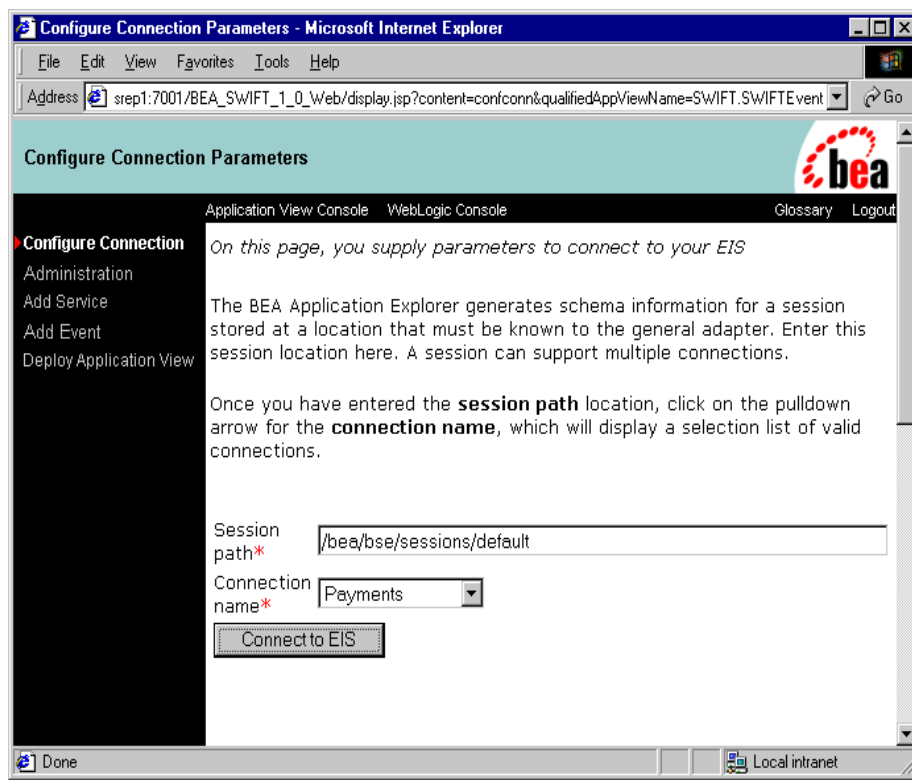 Configure Connection Parameters - Microsoft Internet Explorer
File Edit View Favorites Tools Help
Address srep1:7001/BEA_SWIFT_1_0_Web/display.jsp?content=confconn&qualifiedAppViewName=SWIFT.SWIFTEvent Go
Configure Connection Parameters
bea
Application View Console WebLogic Console Glossary Logout
Configure Connection
Administration
Add Service
Add Event
Deploy Application View
On this page, you supply parameters to connect to your EIS
The BEA Application Explorer generates schema information for a session
stored at a location that must be known to the general adapter. Enter this
session location here. A session can support multiple connections.
Once you have entered the session path location, click on the pulldown
arrow for the connection name, which will display a selection list of valid
connections.
Session
path*
/bea/bse/sessions/default
Connection
name*
Payments
Connect to EIS
Done
Local intranet